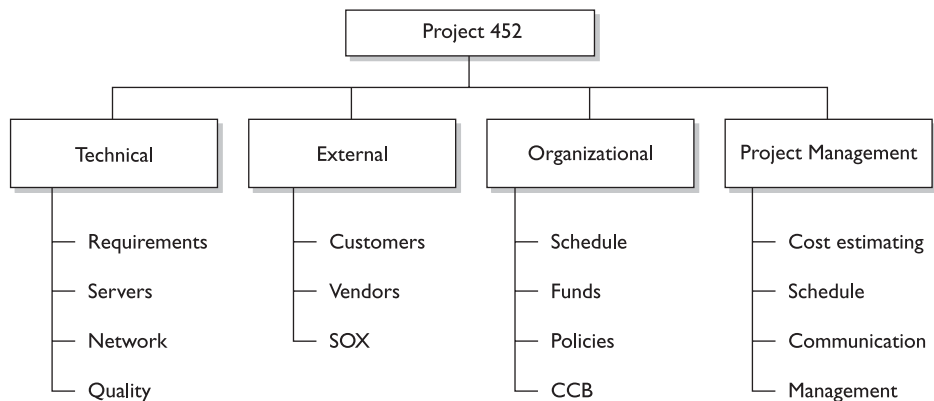 Project 452
Technical
External
Organizational
Project Management
Requirements
Servers
Network
Quality
Customers
Vendors
SOX
Schedule
Funds
Policies
CCB
Cost estimating
Schedule
Communication
Management